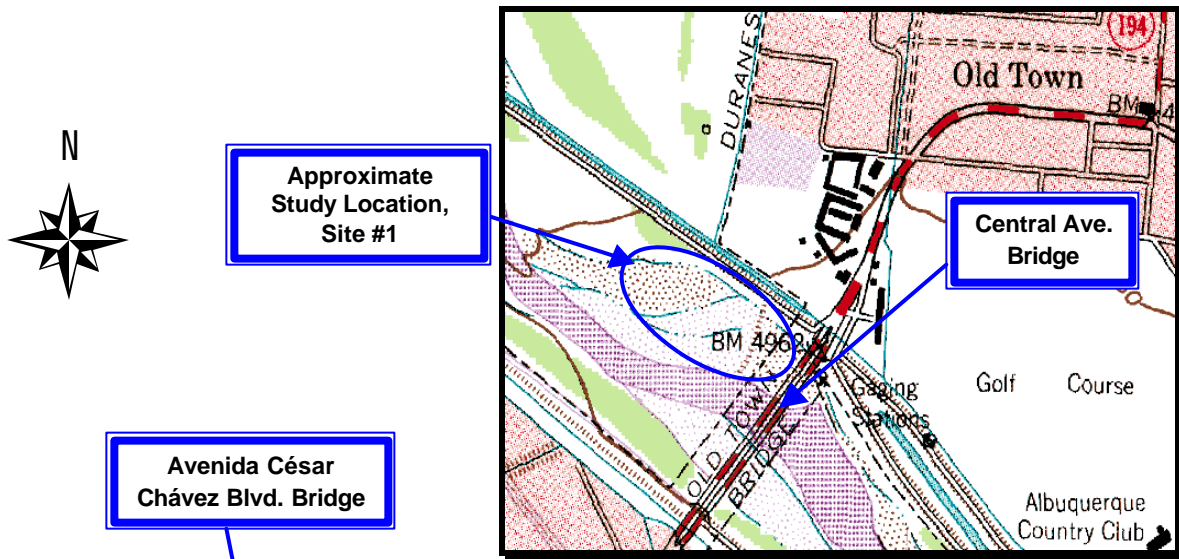 N
Approximate
Study Location,
Site #1
Avenida César
Chávez Blvd. Bridge
194
Old Town
BM
DURANES
Central Ave.
Bridge
BM 4962
Gaging
Stations
Golf Course
OLD TOWN
BRIDGE
Albuquerque
Country Club